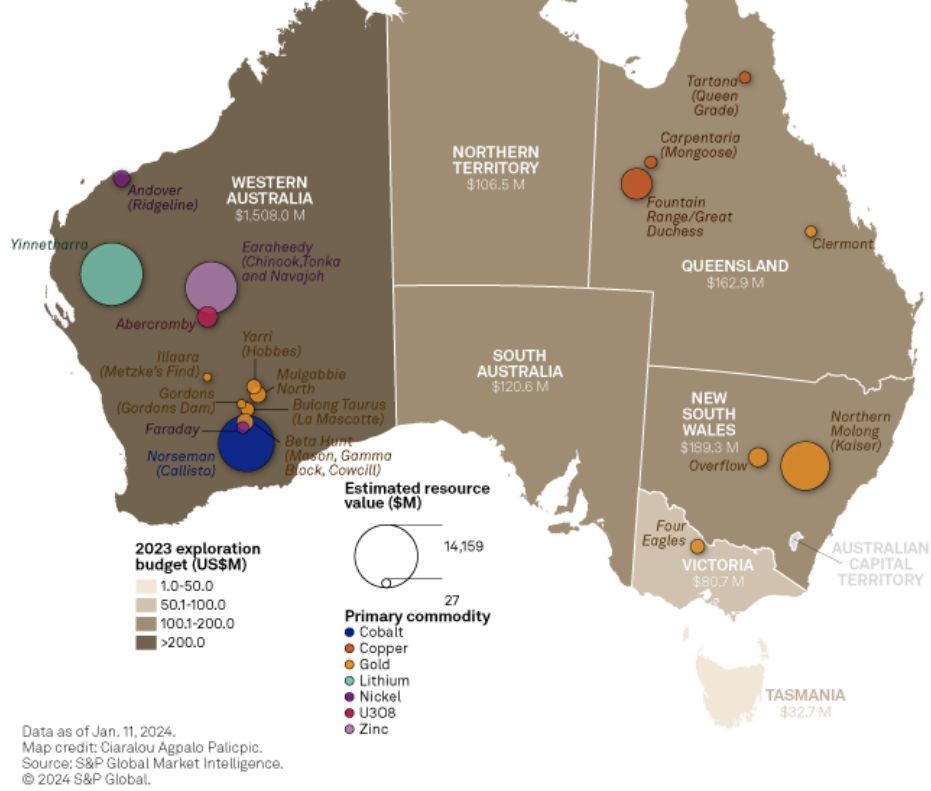 Tartana
(Queen
Grade)
Carpentaria
(Mongoose)
NORTHERN
TERRITORY
$106.5 M
WESTERN
AUSTRALIA
$1,508.0 M
Andover
(Ridgeline)
Fountain
Range/Great
Duchess
Yinnetharra
Earaheedy
(Chinook,Tonka
and Navajoh
Clermont
QUEENSLAND
$162.9 M
Abercromby
Yarri
(Hobbes)
Illaara
(Metzke's Find)
Mulgabbie
North
SOUTH
AUSTRALIA
$120.6 M
Gordons
(Gordons Dam)
Bulong Taurus
(La Mascotte)
NEW
SOUTH
WALES
$189.3 M
Northern
Molong
(Kaiser)
Faraday
Beta Hunt
(Mason, Gamma
Block, Cowcill)
Norseman
(Callisto)
Overflow
Four
Eagles
VICTORIA
$80.7 M
AUSTRALIAN
CAPITAL
TERRITORY
TASMANIA
$32.7 M
Estimated resource
value ($M)
14,159
27
2023 exploration
budget (US$M)
1.0-50.0
50.1-100.0
100.1-200.0
>200.0
Primary commodity
Cobalt
Copper
Gold
Lithium
Nickel
U3O8
Zinc
Data as of Jan. 11, 2024.
Map credit: Ciaralou Agpalo Palicpic.
Source: S&P Global Market Intelligence.
© 2024 S&P Global.